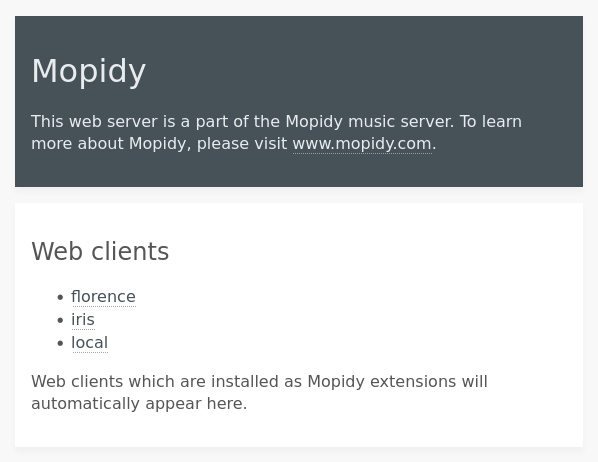 Mopidy
This web server is a part of the Mopidy music server. To learn
more about Mopidy, please visit www.mopidy.com.
Web clients
• florence
• iris
• local
Web clients which are installed as Mopidy extensions will
automatically appear here.